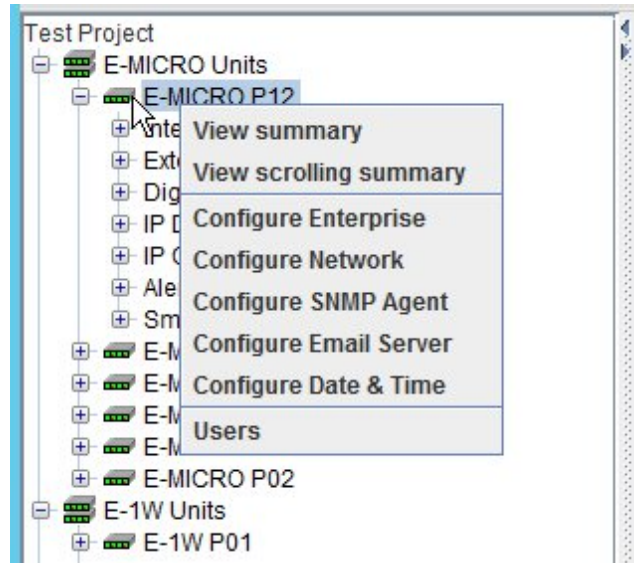 Test Project
E-MICRO Units
E-MICRO P12
View summary
View scrolling summary
Configure Enterprise
Configure Network
Configure SNMP Agent
Configure Email Server
Configure Date & Time
Users
IP
E-MICRO P02
E-1W Units
E-1W P01